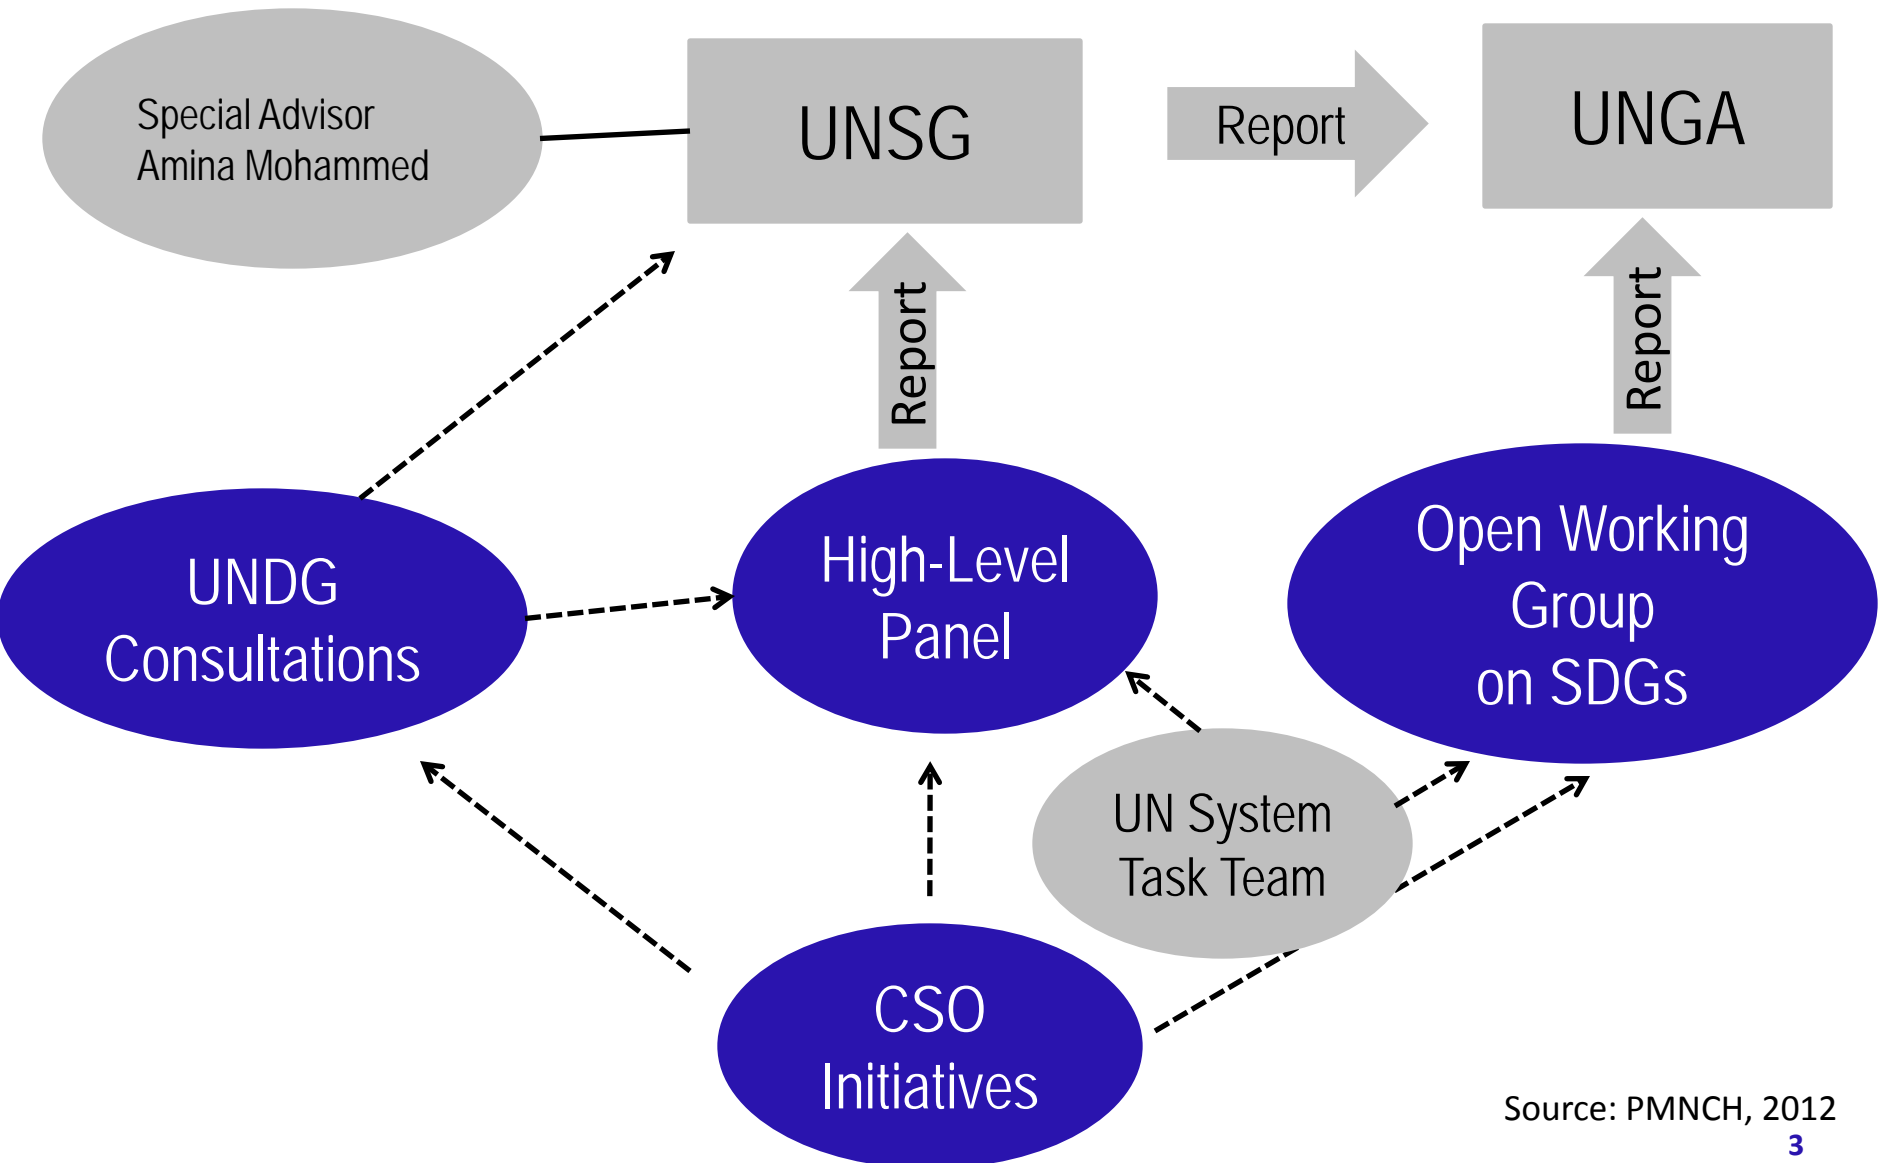 Special Advisor
Amina Mohammed
UNSG
Report
UNGA
Report
Report
UNDG
Consultations
High-Level
Panel
Open Working
Group
on SDGs
UN System
Task Team
CSO
Initiatives
Source: PMNCH, 2012
3